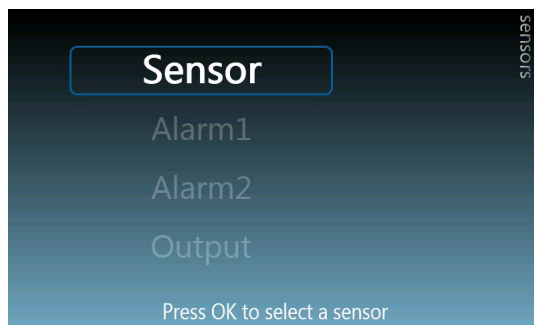 sensors
Sensor
Alarm1
Alarm2
Output
Press OK to select a sensor